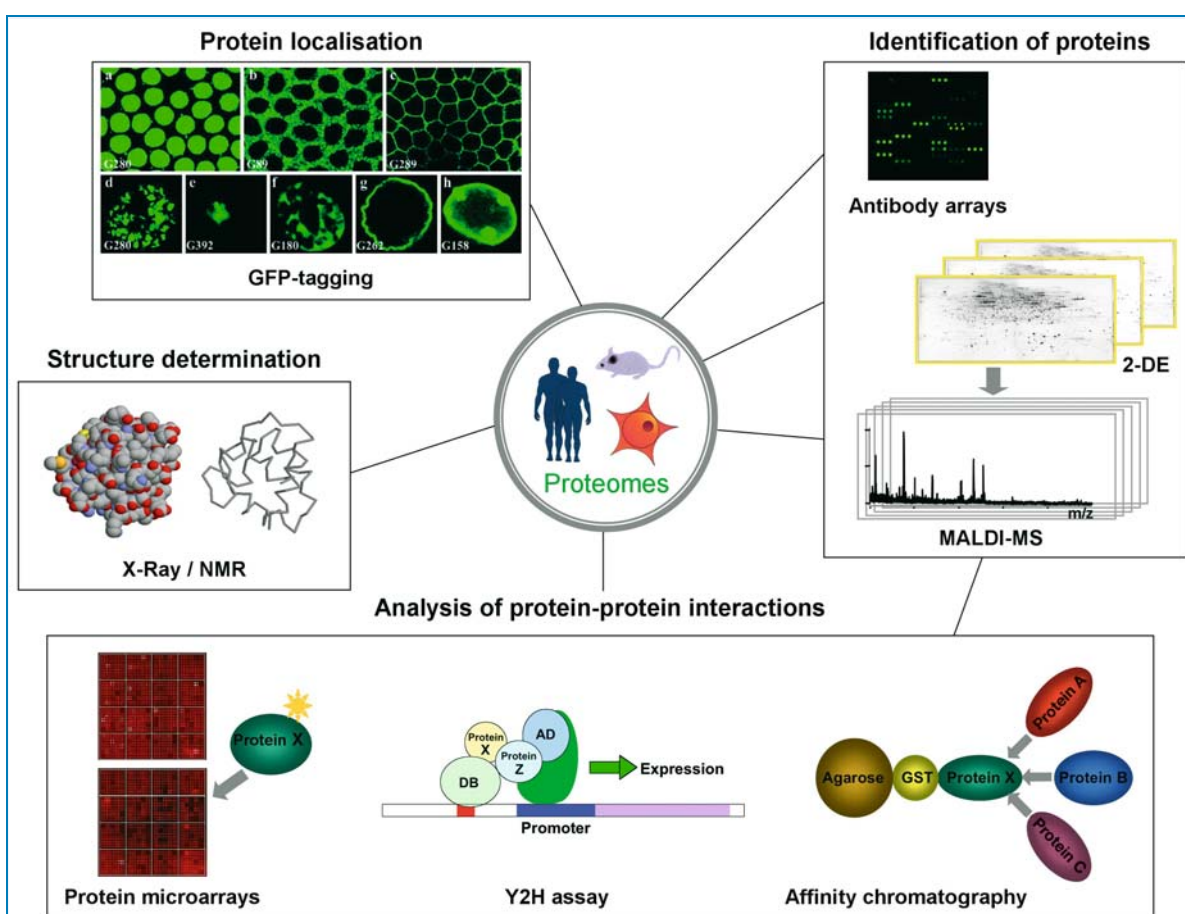 Protein localisation
a
b
c
G280
G89
G289
d
e
f
g
h
G280
G392
G180
G262
G158
GFP-tagging
Identification of proteins
Antibody arrays
2-DE
m/z
MALDI-MS
Structure determination
X-Ray / NMR
Proteomes
Analysis of protein-protein interactions
Protein X
Protein microarrays
Protein
X
Protein
Z
AD
DB
Expression
Promoter
Y2H assay
Agarose
GST
Protein X
Protein A
Protein B
Protein C
Affinity chromatography